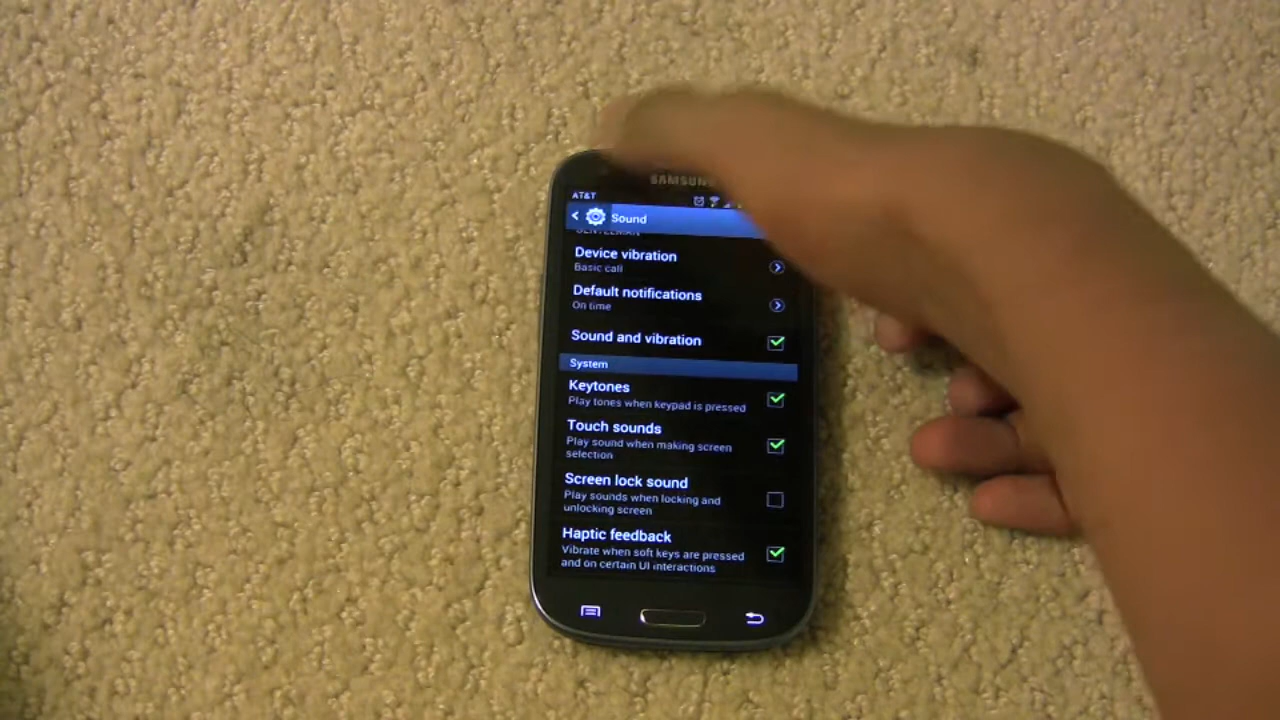 SAMSUNG
AT&T
Sound
GENTLEMAN
Device vibration
Basic call
Default notifications
On time
Sound and vibration
System
Keytones
Play tones when keypad is pressed
Touch sounds
Play sound when making screen
selection
Screen lock sound
Play sounds when locking and
unlocking screen
Haptic feedback
Vibrate when soft keys are pressed
and on certain UI interactions